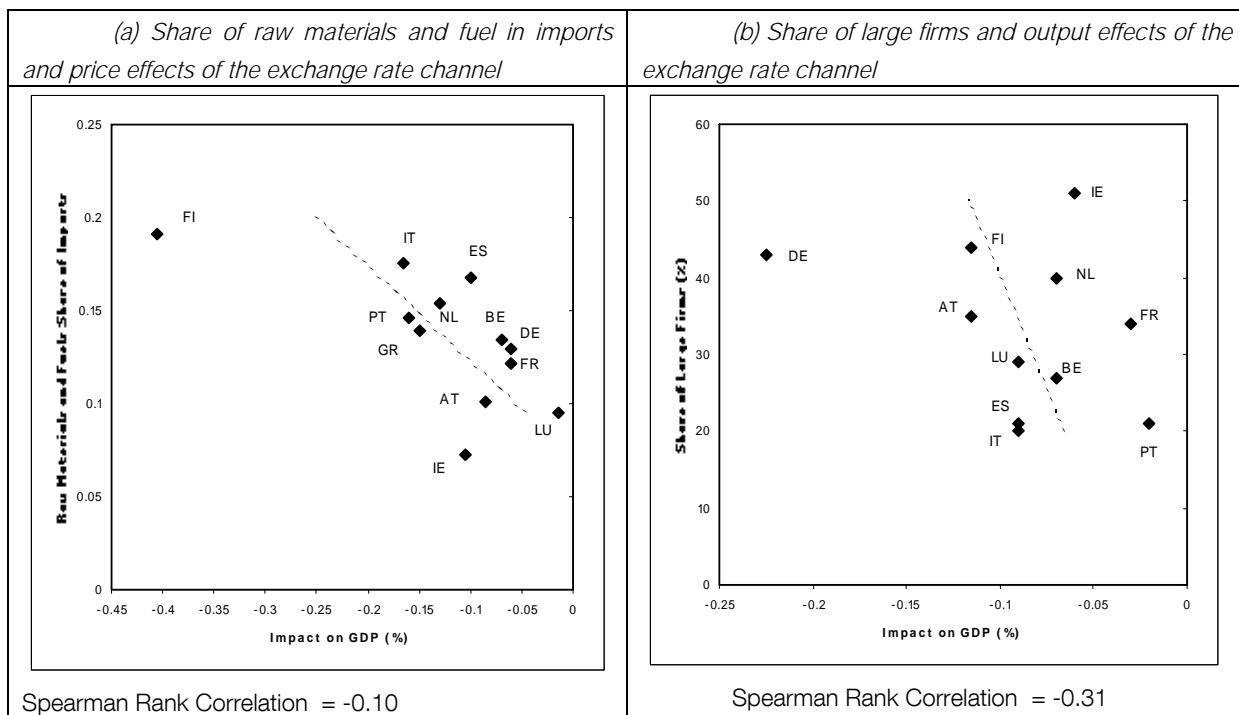 (a) Share of raw materials and fuel in imports
and price effects of the exchange rate channel
0.25
0.2
0.15
0.1
0.05
0
Raw Materials and Fuels Share of Imports
FI
IT
ES
PT
NL
BE
DE
GR
FR
AT
LU
IE
-0.45
-0.4
-0.35
-0.3
-0.25
-0.2
-0.15
-0.1
-0.05
0
Impact on GDP (%)
Spearman Rank Correlation = -0.10
(b) Share of large firms and output effects of the
exchange rate channel
60
50
40
30
20
10
0
Share of Large Firms (%)
IE
FI
DE
NL
AT
FR
LU
BE
ES
IT
PT
-0.25
-0.2
-0.15
-0.1
-0.05
0
Impact on GDP (%)
Spearman Rank Correlation = -0.31